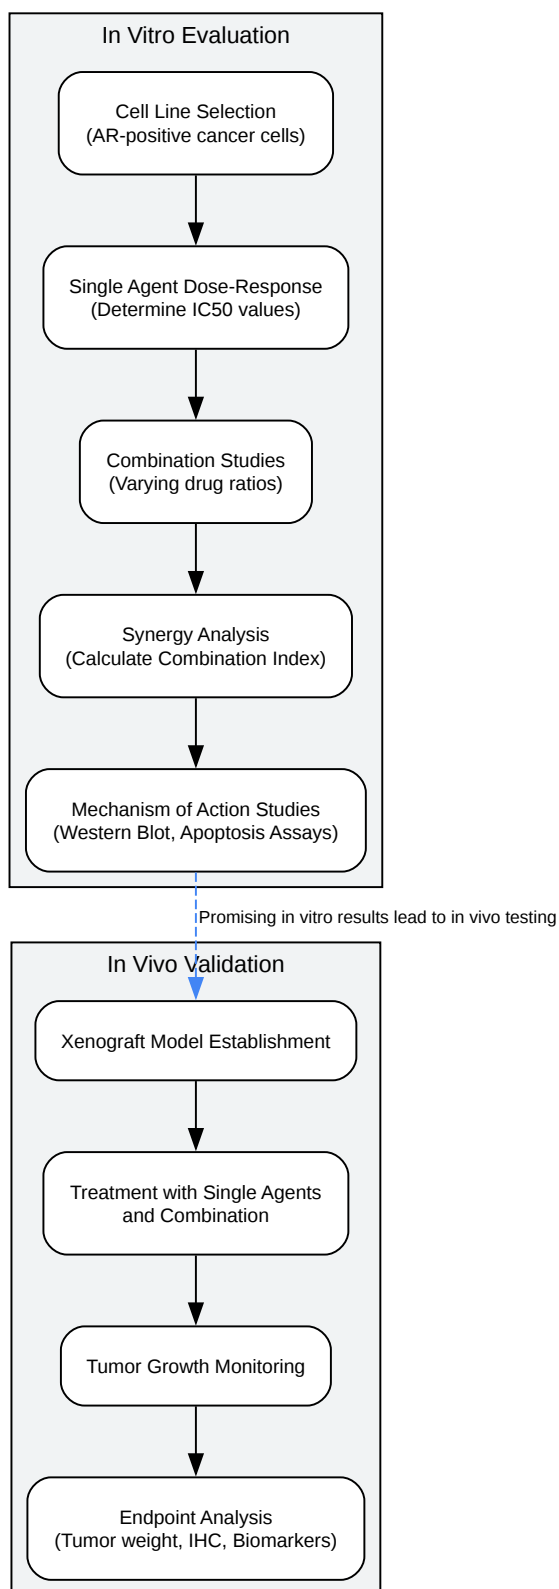 In Vitro Evaluation
Cell Line Selection
(AR-positive cancer cells)
Single Agent Dose-Response
(Determine IC50 values)
Combination Studies
(Varying drug ratios)
Synergy Analysis
(Calculate Combination Index)
Mechanism of Action Studies
(Western Blot, Apoptosis Assays)
Promising in vitro results lead to in vivo testing
In Vivo Validation
Xenograft Model Establishment
Treatment with Single Agents
and Combination
Tumor Growth Monitoring
Endpoint Analysis
(Tumor weight, IHC, Biomarkers)